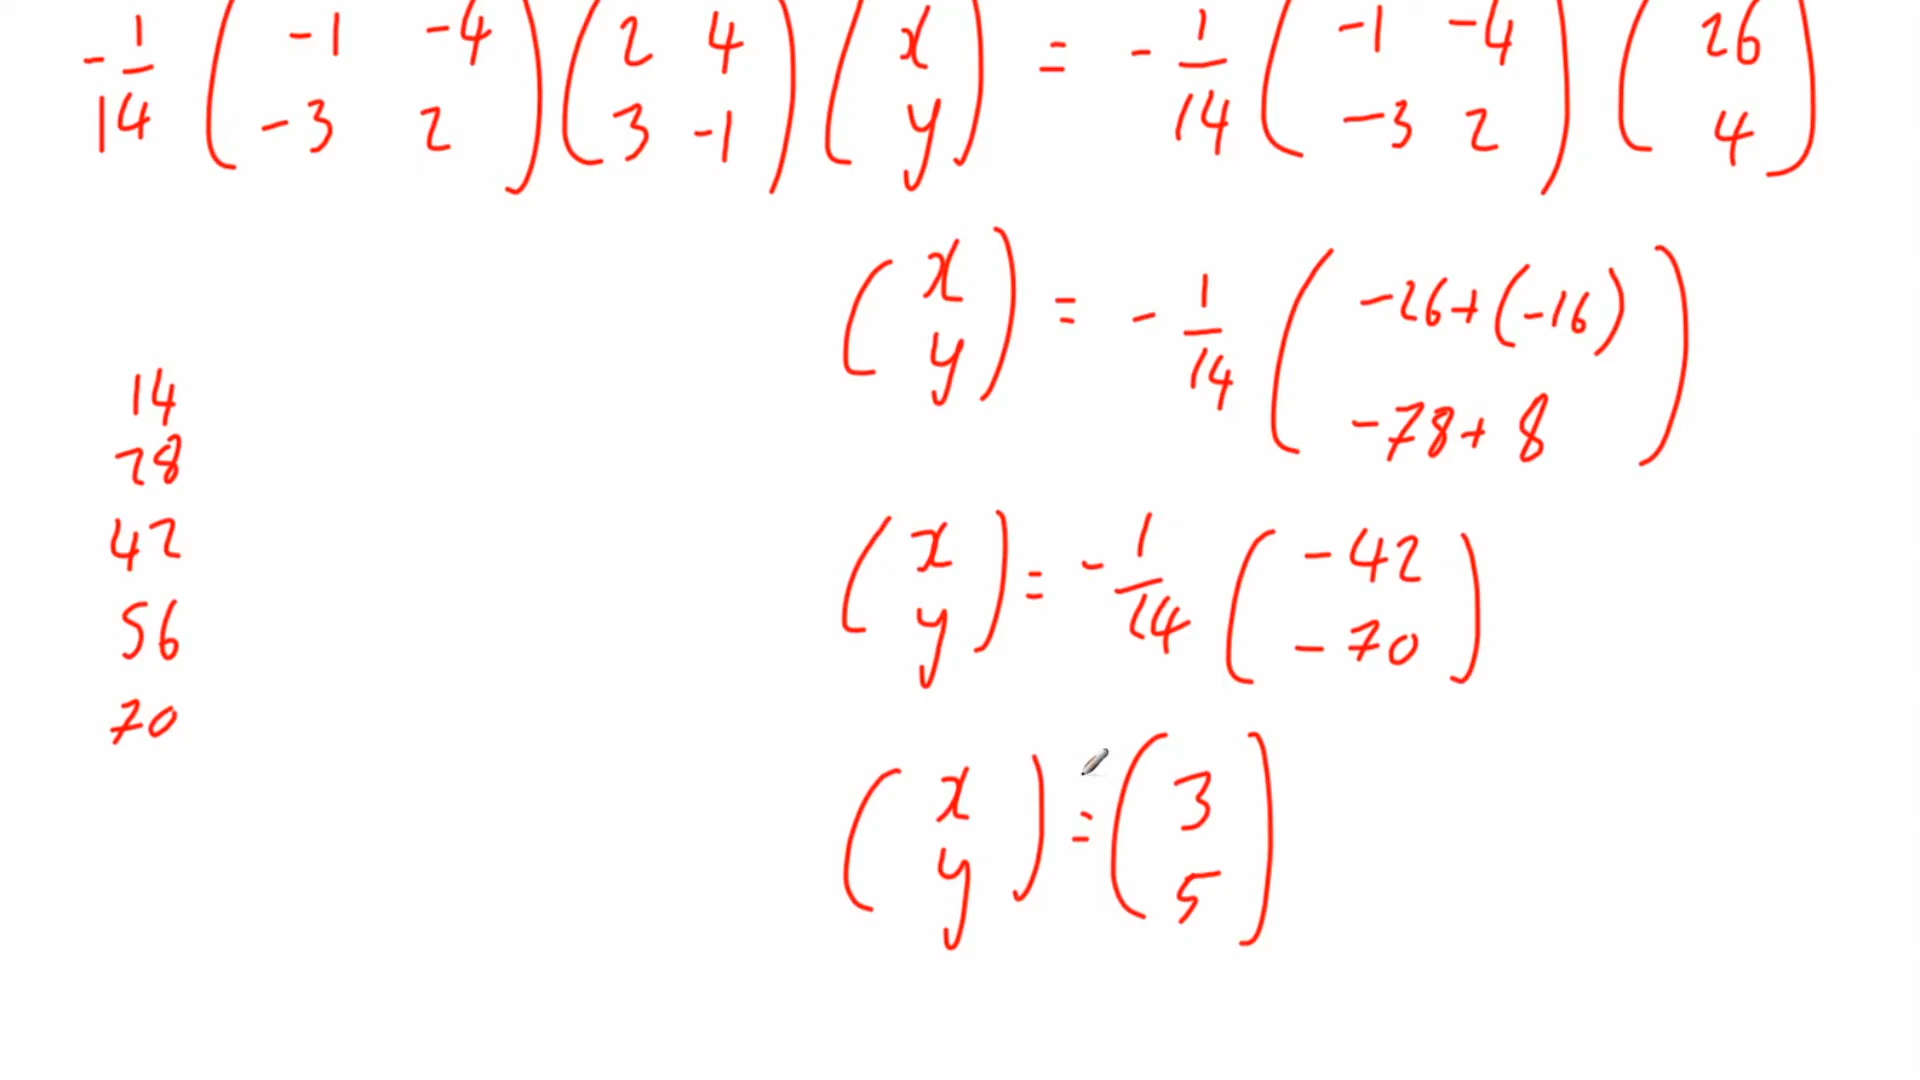 -1/14 (-1 -4; -3 2) (2 4; 3 -1) (x; y) = -1/14 (-1 -4; -3 2) (26; 4)
(x; y) = -1/14 (-26+(-16); -78+8)
(x; y) = -1/14 (-42; -70)
(x; y) = (3; 5)
14
28
42
56
70